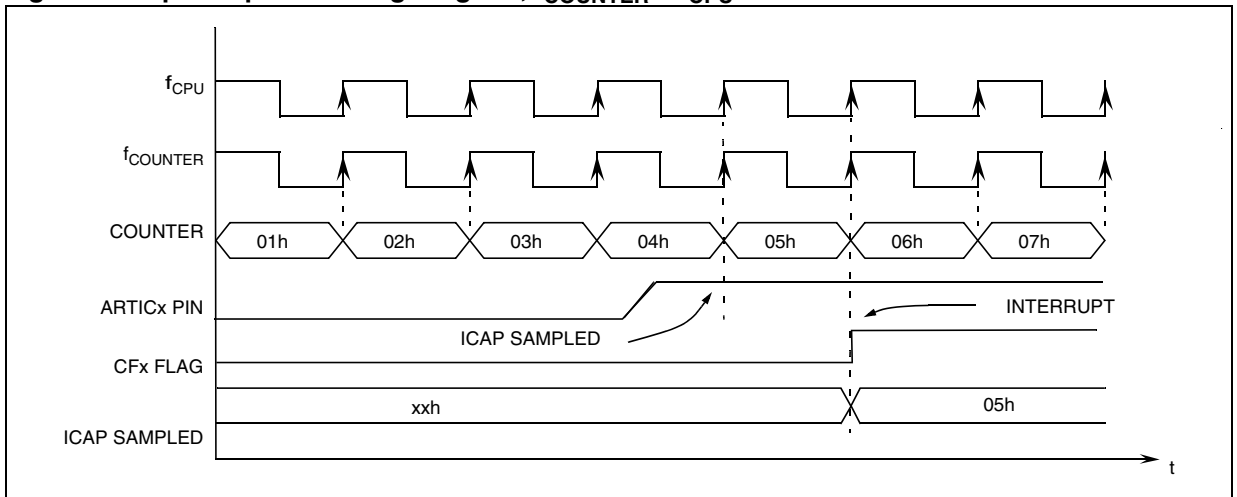 f_CPU
f_COUNTER
COUNTER 01h 02h 03h 04h 05h 06h 07h
ARTICx PIN
INTERRUPT
ICAP SAMPLED
CFx FLAG
xxh 05h
ICAP SAMPLED
t